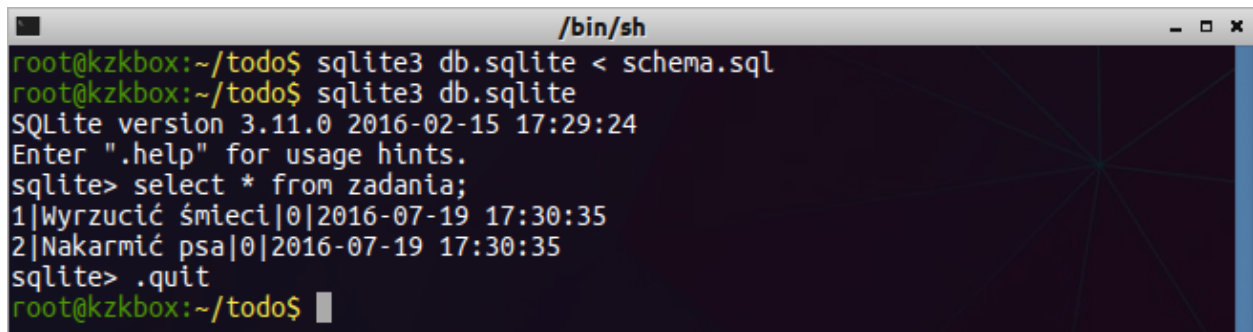 /bin/sh
root@kzkbox:~/todo$ sqlite3 db.sqlite < schema.sql
root@kzkbox:~/todo$ sqlite3 db.sqlite
SQLite version 3.11.0 2016-02-15 17:29:24
Enter ".help" for usage hints.
sqlite> select * from zadania;
1|Wyrzucić śmieci|0|2016-07-19 17:30:35
2|Nakarmić psa|0|2016-07-19 17:30:35
sqlite> .quit
root@kzkbox:~/todo$